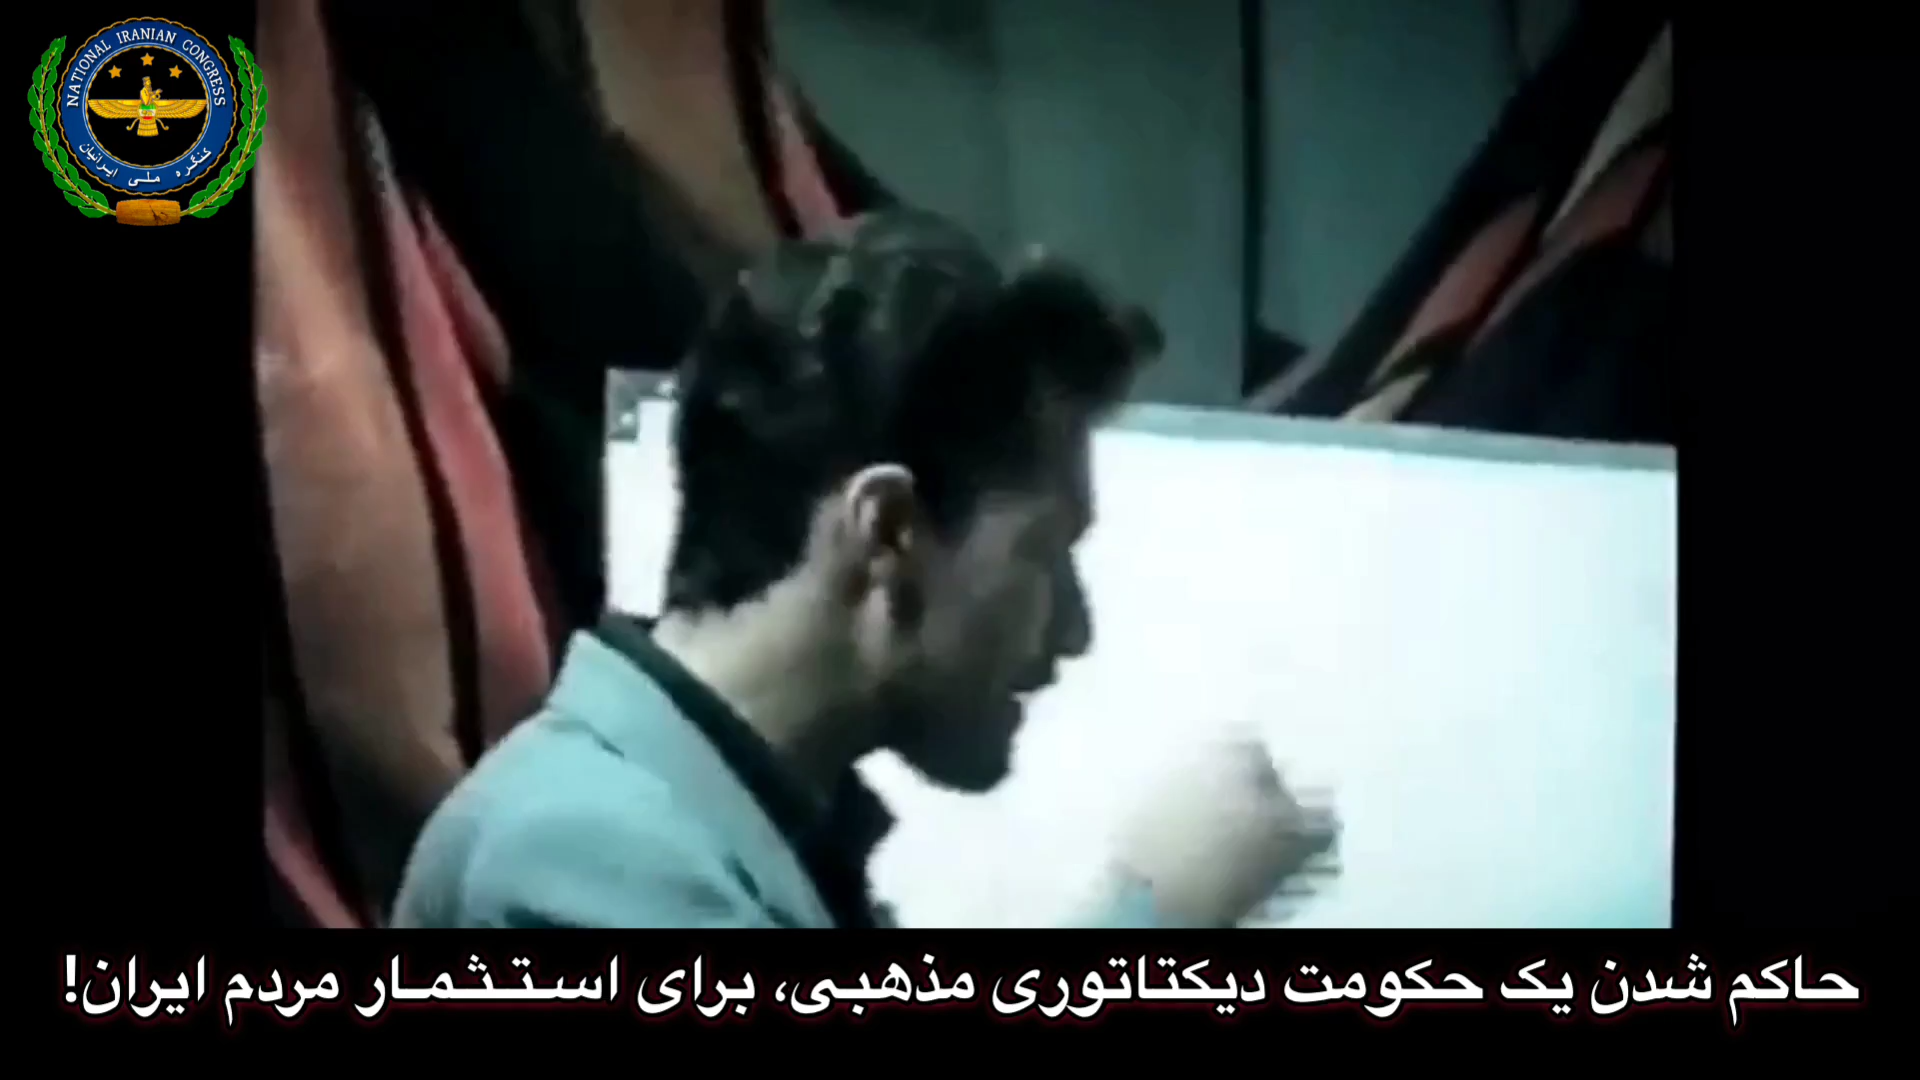 NATIONAL IRANIAN CONGRESS
کنگره ملی ایرانیان
حاکم شدن یک حکومت دیکتاتوری مذهبی، برای استثمار مردم ایران!